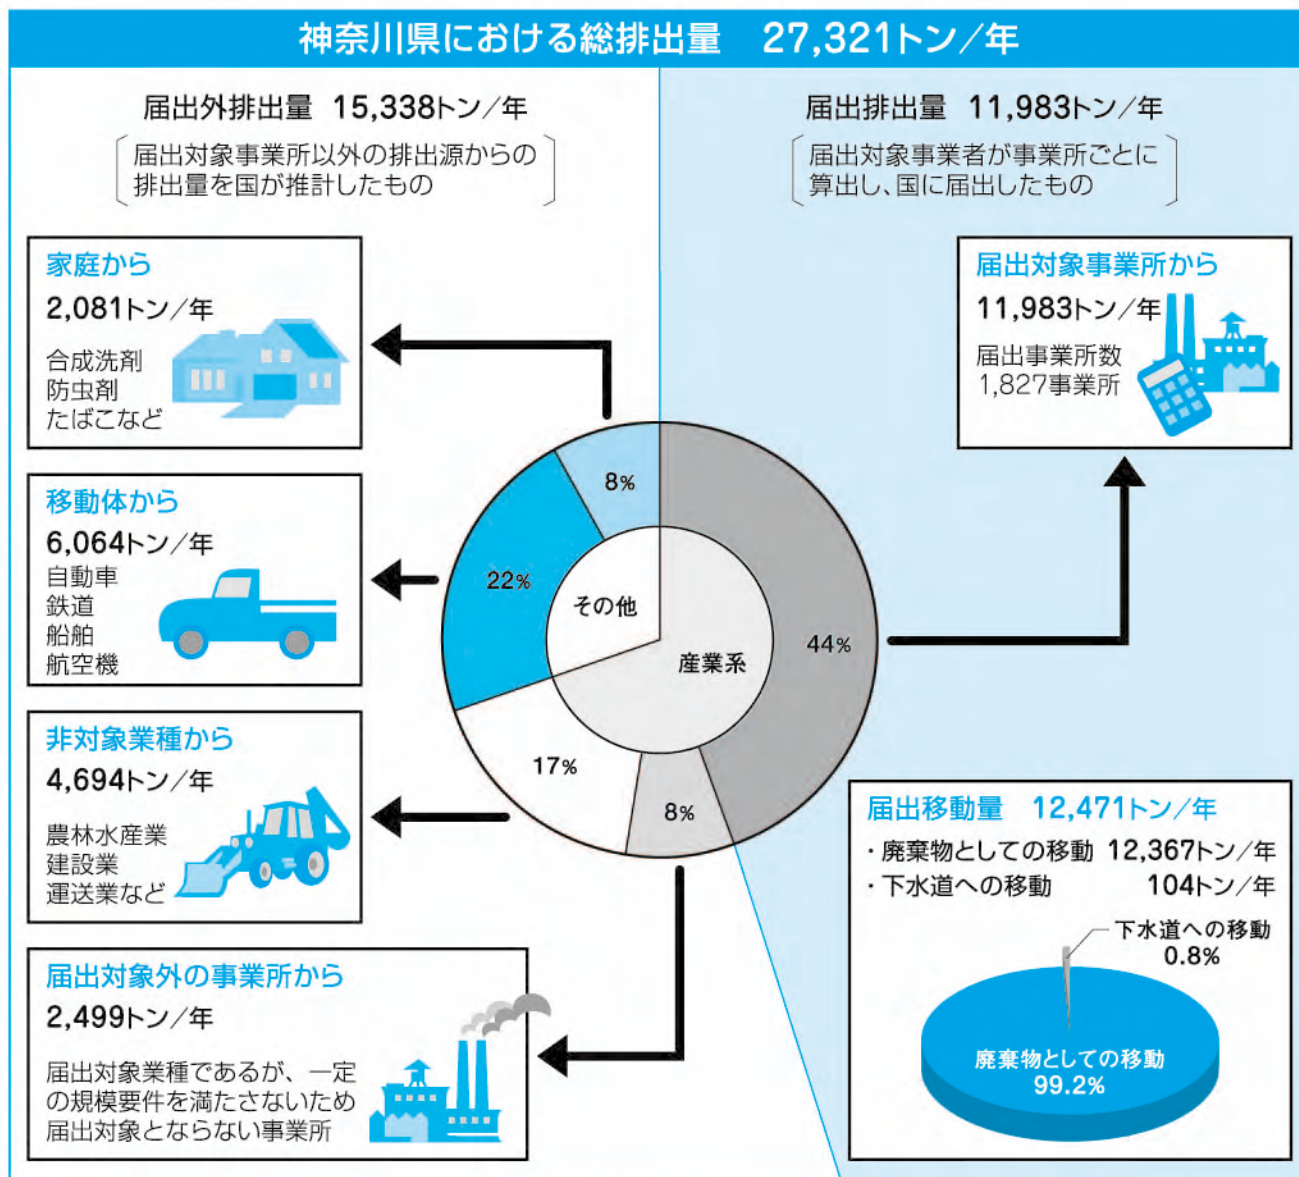 神奈川県における総排出量　27,321トン／年
届出外排出量 15,338トン／年
届出対象事業所以外の排出源からの
排出量を国が推計したもの
届出排出量 11,983トン／年
届出対象事業者が事業所ごとに
算出し、国に届出したもの
家庭から
2,081トン／年
合成洗剤
防虫剤
たばこなど
移動体から
6,064トン／年
自動車
鉄道
船舶
航空機
非対象業種から
4,694トン／年
農林水産業
建設業
運送業など
届出対象外の事業所から
2,499トン／年
届出対象業種であるが、一定
の規模要件を満たさないため
届出対象とならない事業所
8%
22%
その他
産業系
44%
17%
8%
届出対象事業所から
11,983トン／年
届出事業所数
1,827事業所
届出移動量　12,471トン／年
・廃棄物としての移動 12,367トン／年
・下水道への移動 104トン／年
下水道への移動
0.8%
廃棄物としての移動
99.2%